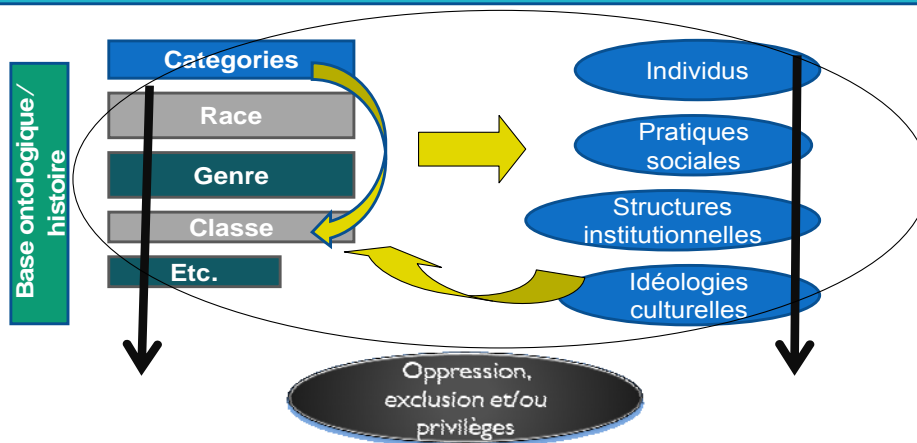 Base ontologique/
histoire
Categories
Race
Genre
Classe
Etc.
Individus
Pratiques
sociales
Structures
institutionnelles
Idéologies
culturelles
Oppression,
exclusion et/ou
privilèges